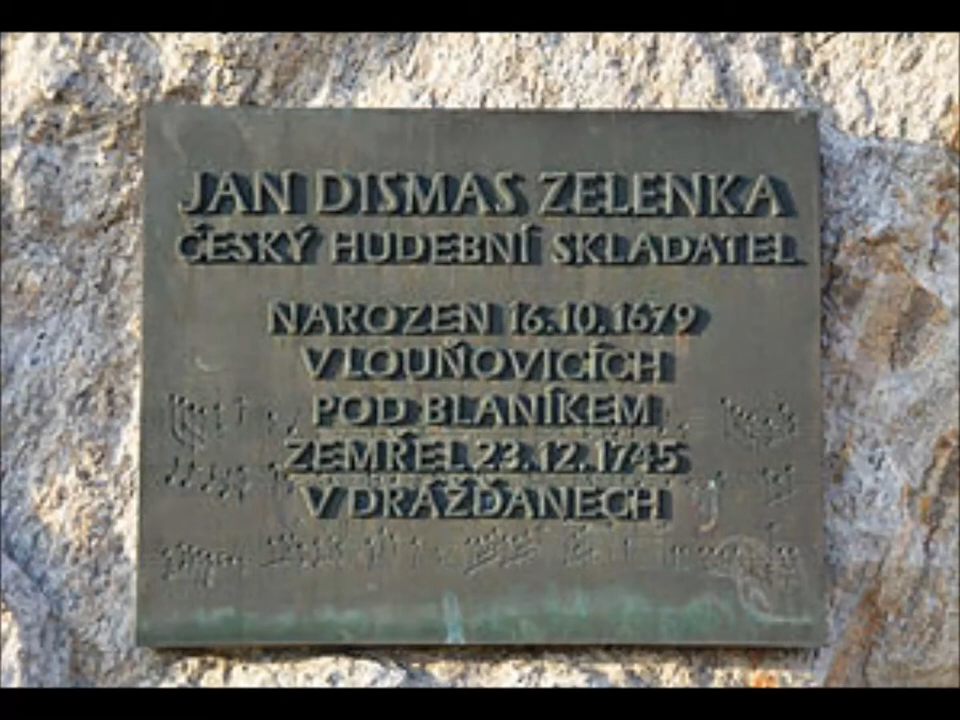 JAN DISMAS ZELENKA
ČESKÝ HUDEBNÍ SKLADATEL
NAROZEN 16.10.1679
V LOUŇOVICÍCH
POD BLANÍKEM
ZEMŘEL 23.12.1745
V DRÁŽĎANECH